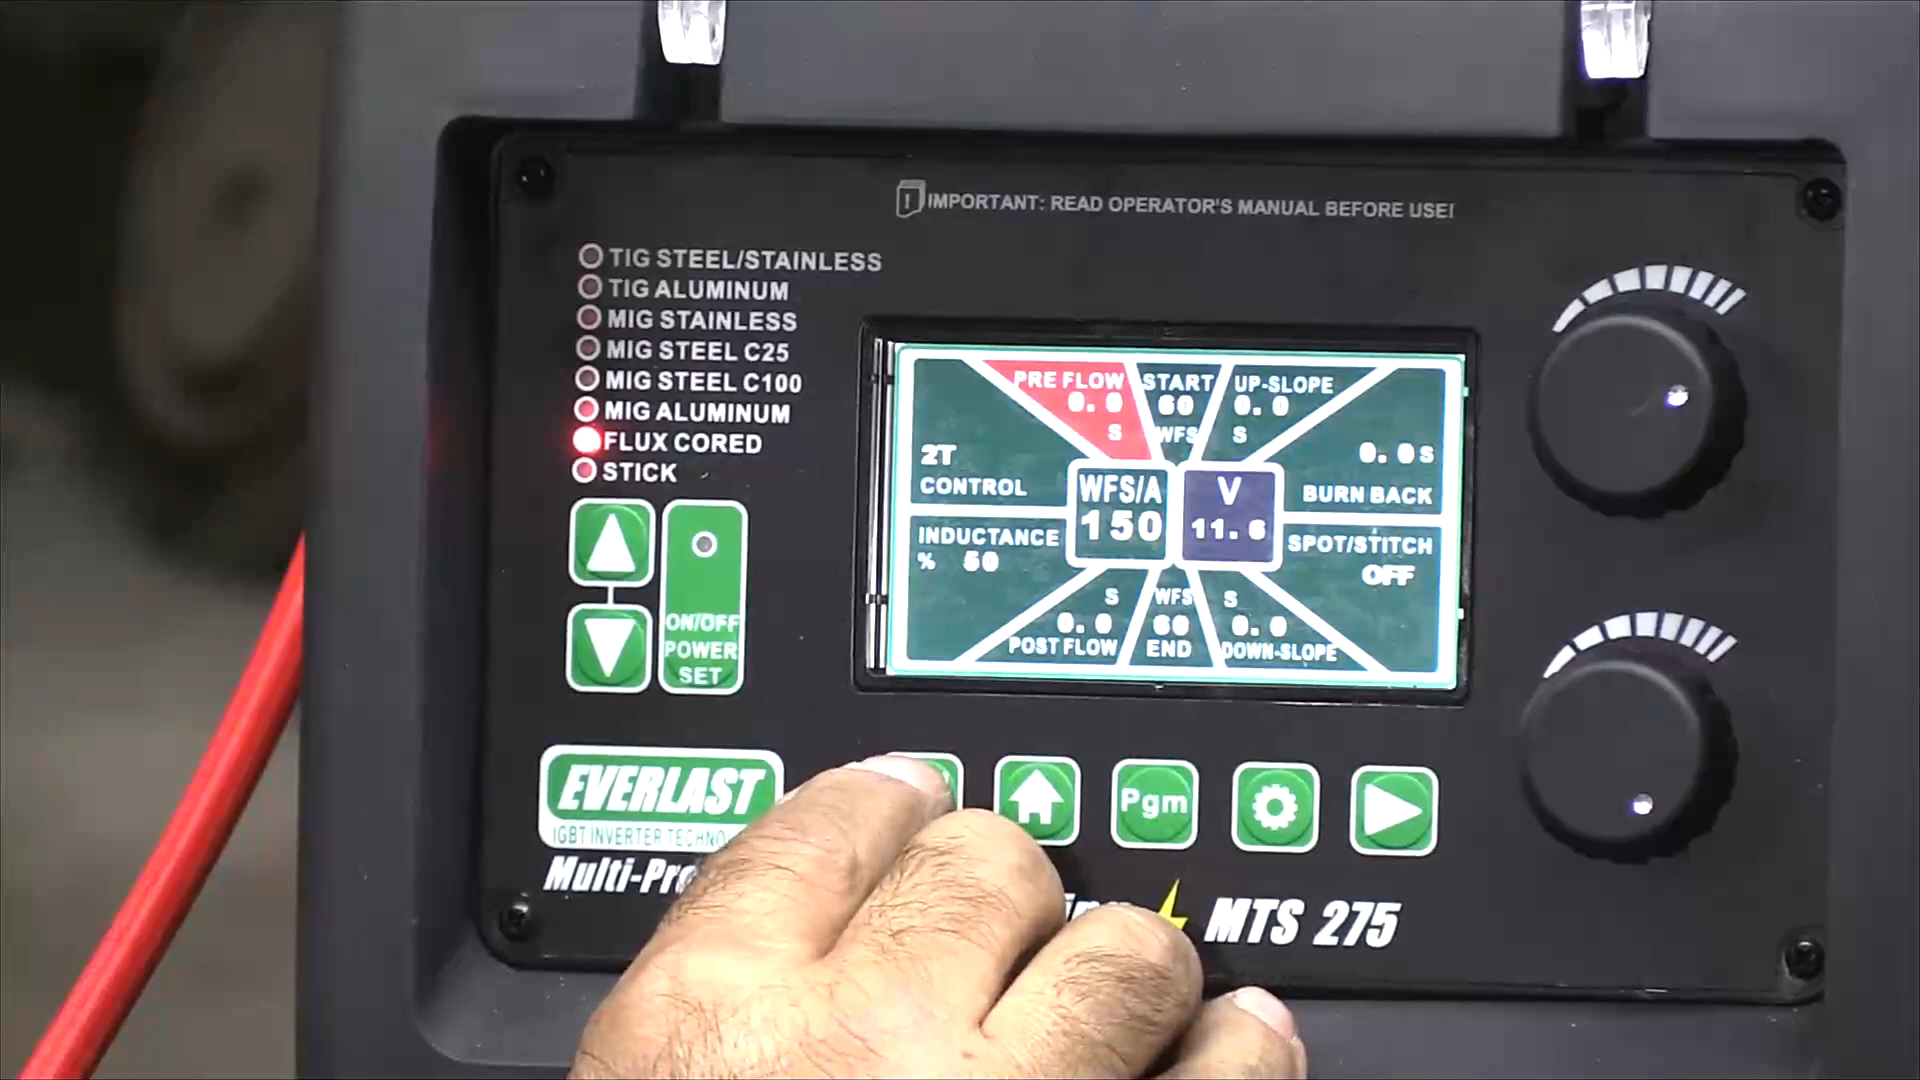 IMPORTANT: READ OPERATOR'S MANUAL BEFORE USE!
TIG STEEL/STAINLESS
TIG ALUMINUM
MIG STAINLESS
MIG STEEL C25
MIG STEEL C100
MIG ALUMINUM
FLUX CORED
STICK
ON/OFF
POWER
SET
PRE FLOW
0.0
S
START
60
WFS
UP-SLOPE
0.0
S
2T
CONTROL
WFS/A
150
V
11.6
0.0S
BURN BACK
INDUCTANCE
% 50
SPOT/STITCH
OFF
S
0.0
POST FLOW
WFS
60
END
S
0.0
DOWN-SLOPE
EVERLAST
IGBT INVERTER
Pgm
MTS 275